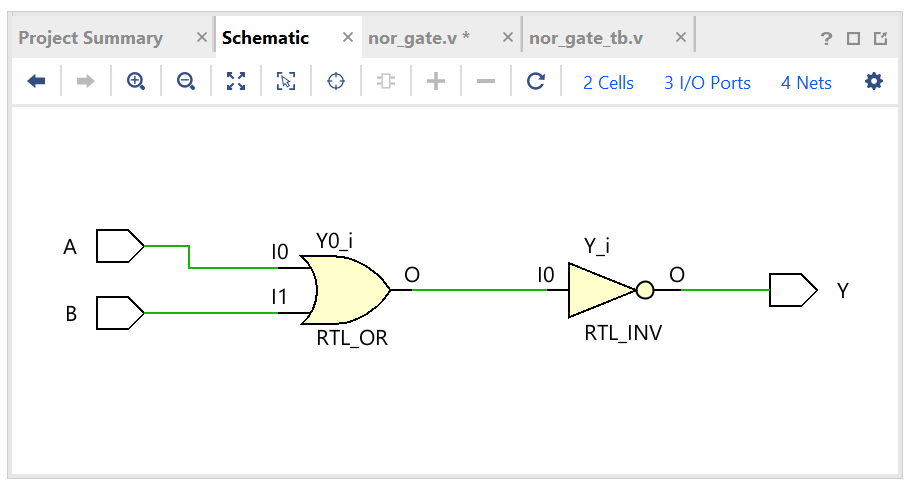 Project Summary × Schematic × nor_gate.v * × nor_gate_tb.v × ?
2 Cells 3 I/O Ports 4 Nets
A I0 Y0_i O I0 Y_i O Y
B I1 RTL_OR RTL_INV